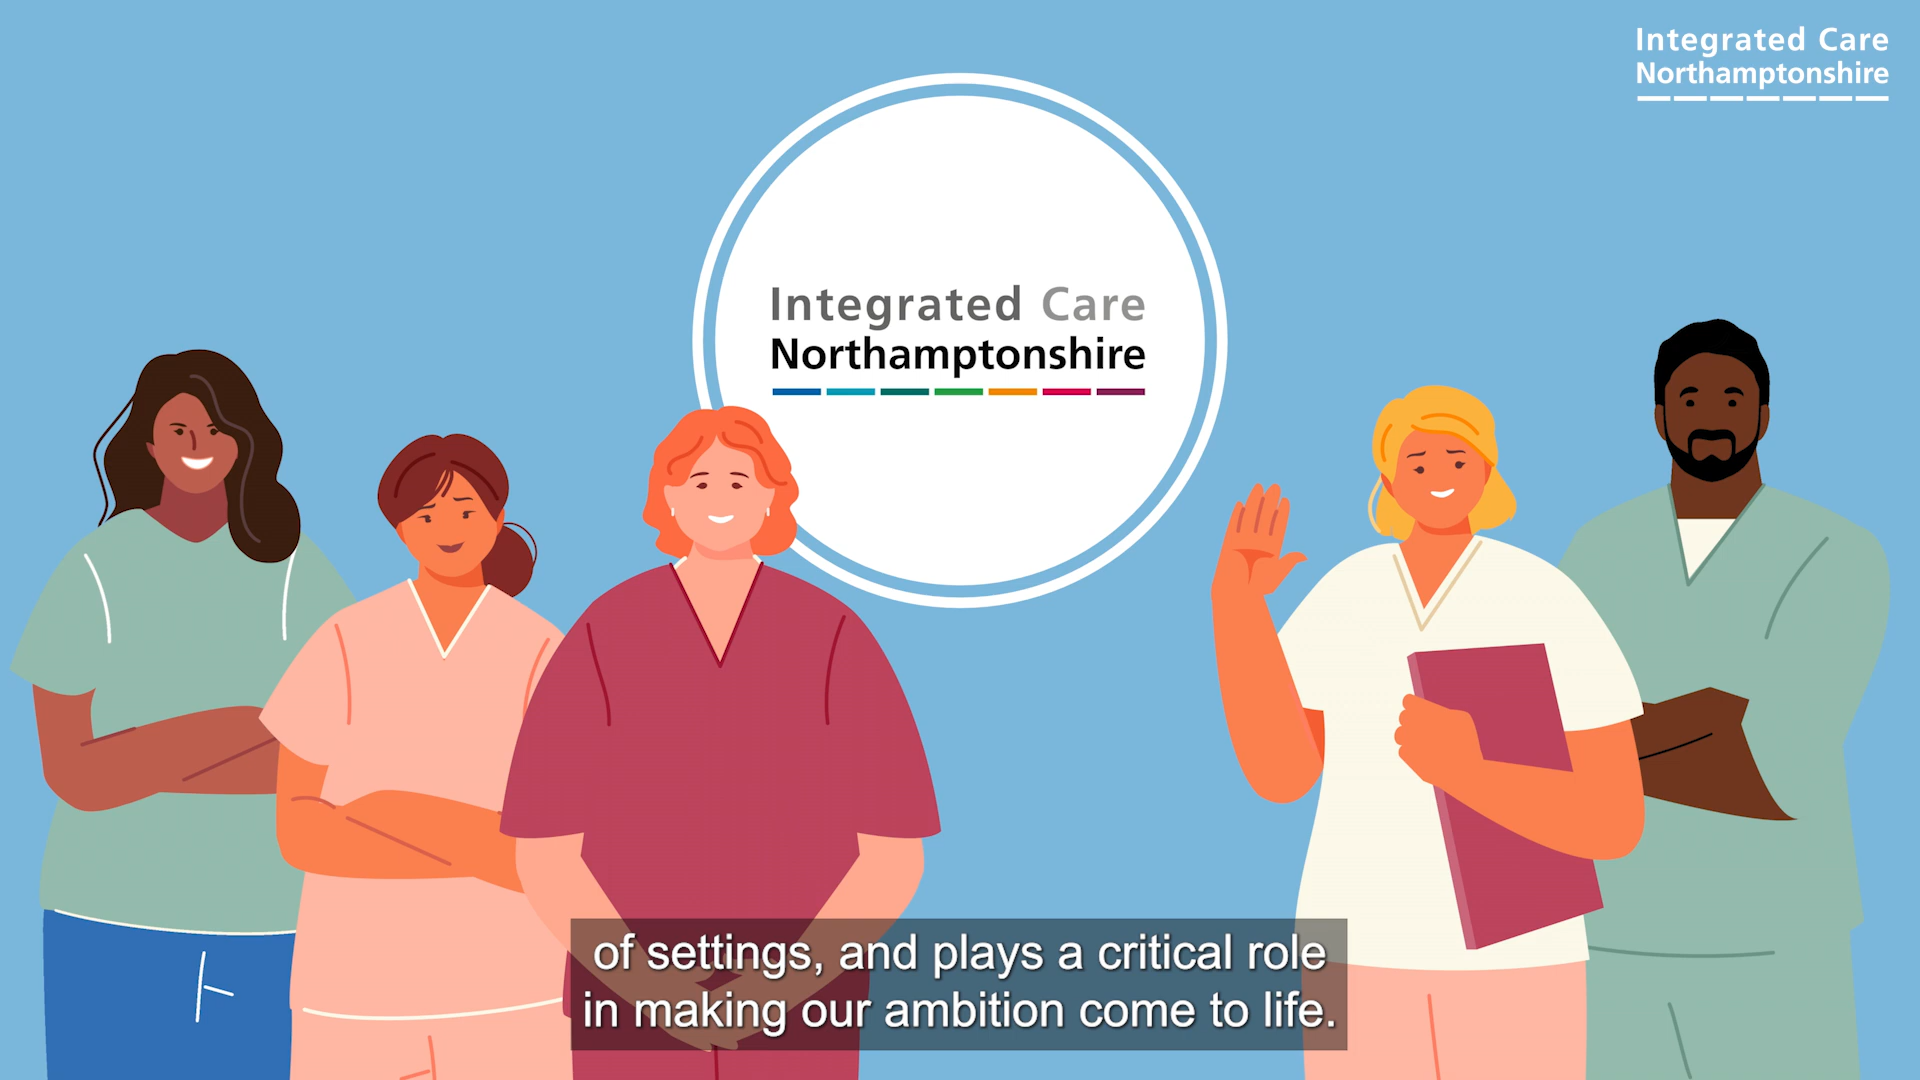 Integrated Care
Northamptonshire
Integrated Care
Northamptonshire
of settings, and plays a critical role
in making our ambition come to life.